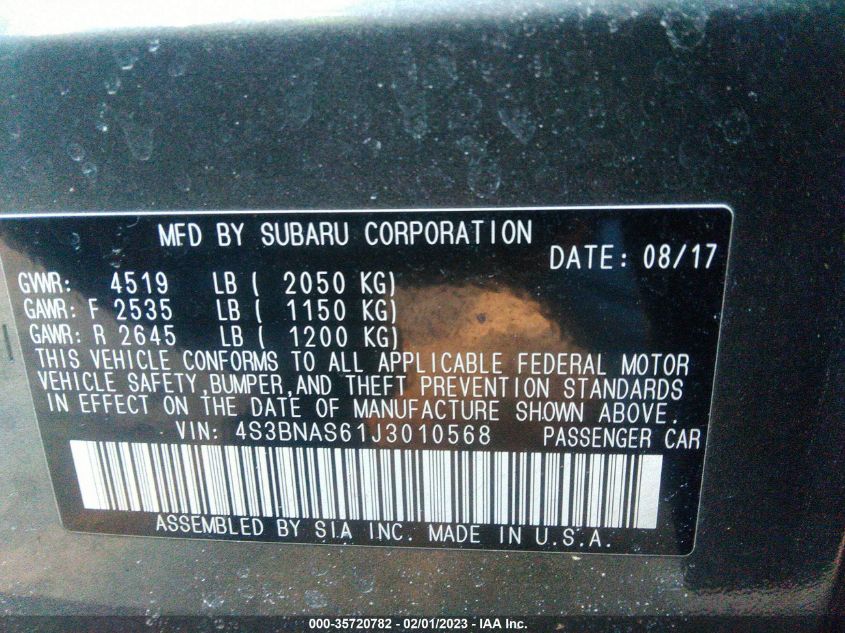 MFD BY SUBARU CORPORATION
DATE: 08/17
GVWR: 4519 LB ( 2050 KG)
GAWR: F 2535 LB ( 1150 KG)
GAWR: R 2645 LB ( 1200 KG)
THIS VEHICLE CONFORMS TO ALL APPLICABLE FEDERAL MOTOR
VEHICLE SAFETY,BUMPER,AND THEFT PREVENTION STANDARDS
IN EFFECT ON THE DATE OF MANUFACTURE SHOWN ABOVE.
VIN: 4S3BNAS61J3010568 PASSENGER CAR
ASSEMBLED BY SIA INC. MADE IN U.S.A.
000-35720782 - 02/01/2023 - IAA Inc.